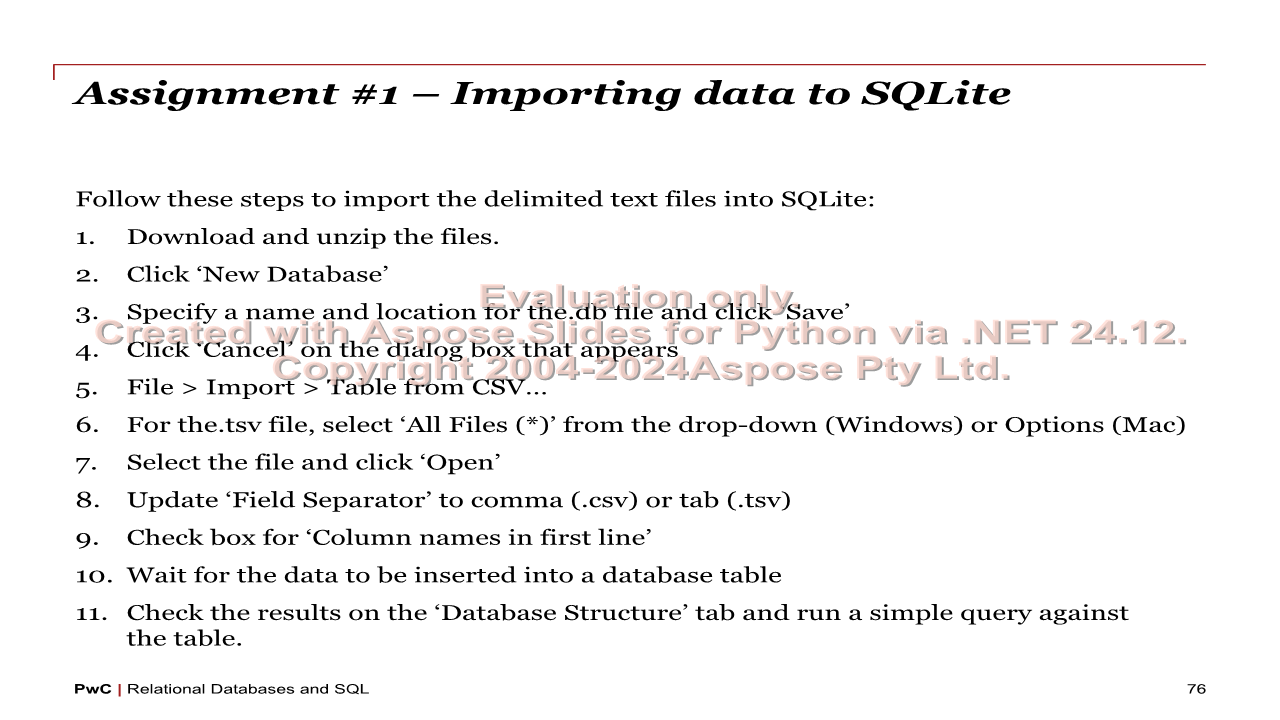 Assignment #1 – Importing data to SQLite
Follow these steps to import the delimited text files into SQLite:
1. Download and unzip the files.
2. Click ‘New Database’
3. Specify a name and location for the.db file and click ‘Save’
4. Click ‘Cancel’ on the dialog box that appears
5. File > Import > Table from CSV…
6. For the.tsv file, select ‘All Files (*)’ from the drop-down (Windows) or Options (Mac)
7. Select the file and click ‘Open’
8. Update ‘Field Separator’ to comma (.csv) or tab (.tsv)
9. Check box for ‘Column names in first line’
10. Wait for the data to be inserted into a database table
11. Check the results on the ‘Database Structure’ tab and run a simple query against
the table.
Evaluation only.
Created with Aspose.Slides for Python via .NET 24.12.
Copyright 2004-2024Aspose Pty Ltd.
PwC | Relational Databases and SQL
76